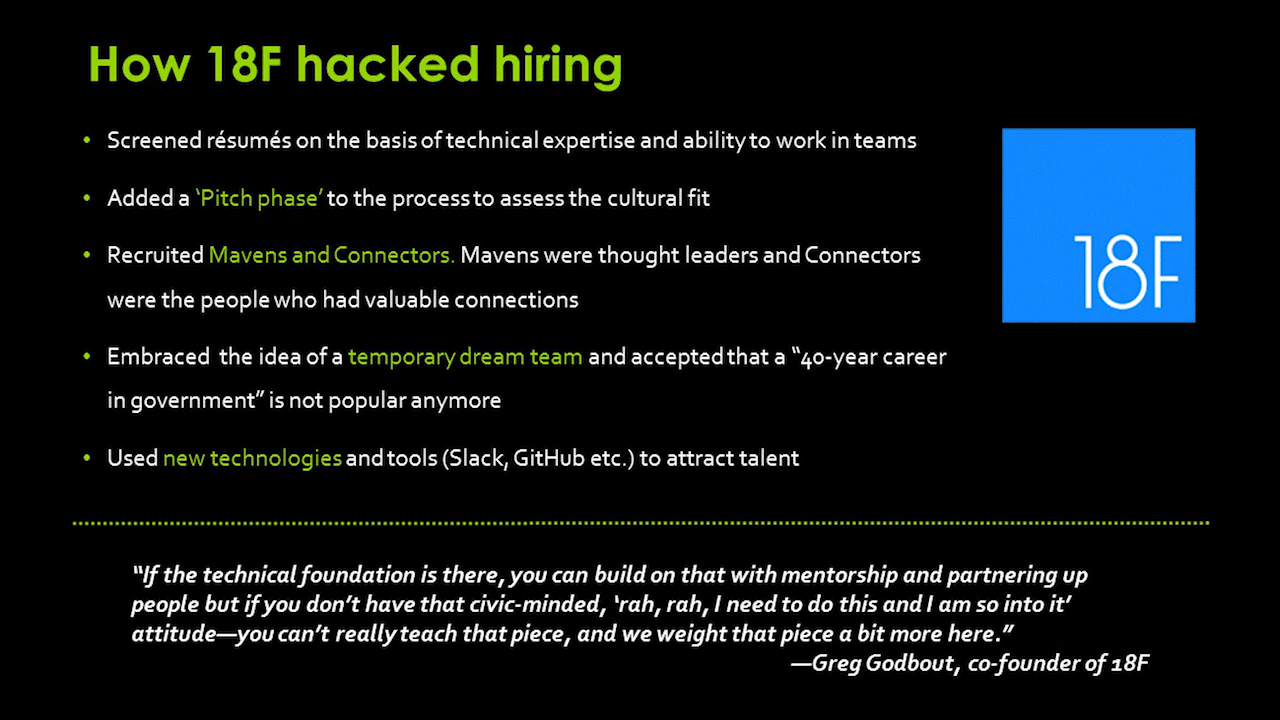 How 18F hacked hiring
• Screened résumés on the basis of technical expertise and ability to work in teams
• Added a ‘Pitch phase’ to the process to assess the cultural fit
• Recruited Mavens and Connectors. Mavens were thought leaders and Connectors
were the people who had valuable connections
• Embraced the idea of a temporary dream team and accepted that a “40-year career
in government” is not popular anymore
• Used new technologies and tools (Slack, GitHub etc.) to attract talent
18F
“If the technical foundation is there, you can build on that with mentorship and partnering up
people but if you don’t have that civic-minded, ‘rah, rah, I need to do this and I am so into it’
attitude—you can’t really teach that piece, and we weight that piece a bit more here.”
—Greg Godbout, co-founder of 18F